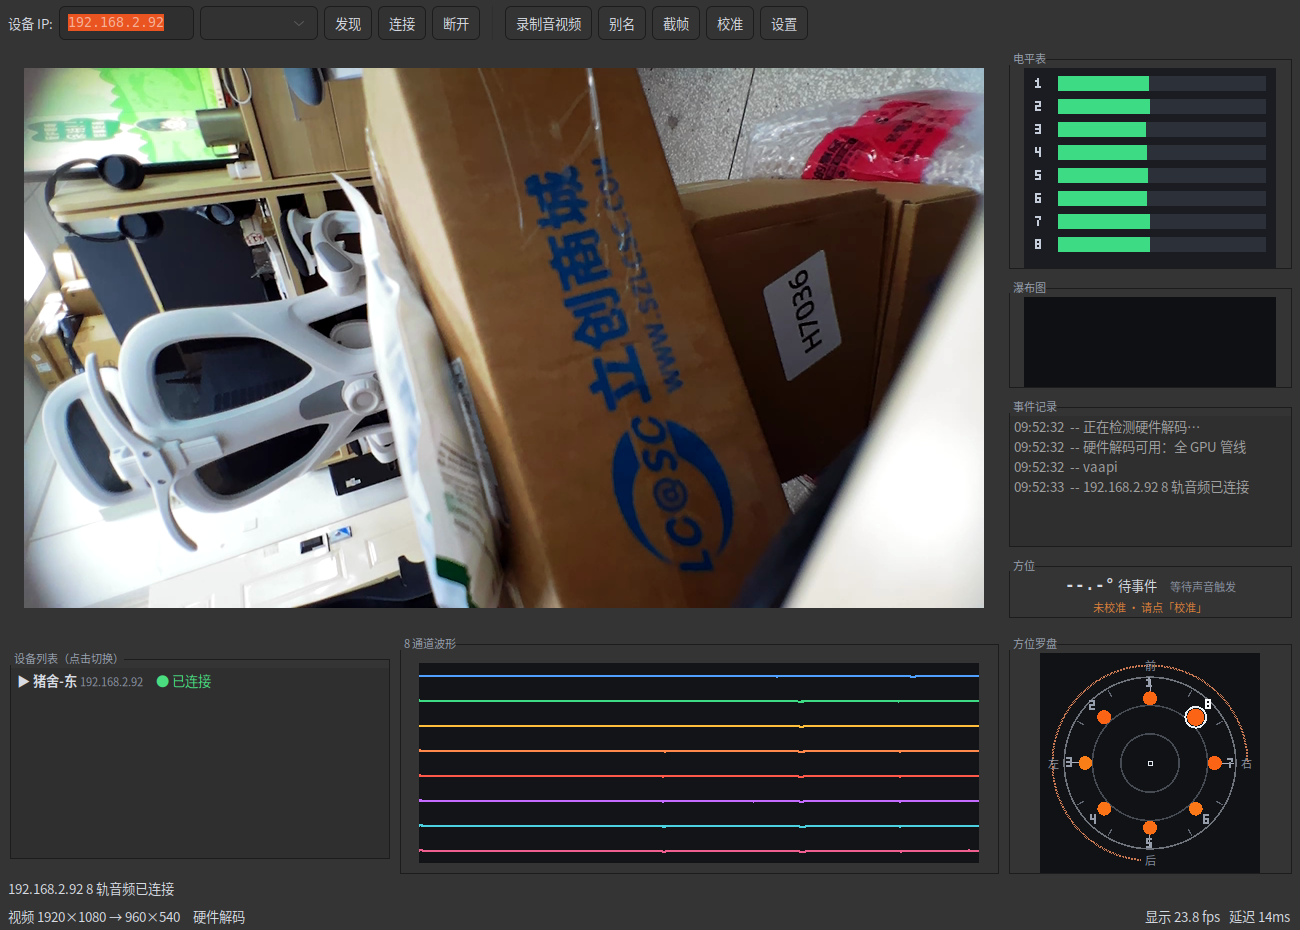 设备 IP: 192.168.2.92 发现 连接 断开 录制音视频 别名 截帧 校准 设置
电平表
1
2
3
4
5
6
7
8
立创商城
WWW.SZLCSC.COM
LC@SC
H7036
瀑布图
事件记录
09:52:32 -- 正在检测硬件解码…
09:52:32 -- 硬件解码可用：全 GPU 管线
09:52:32 -- vaapi
09:52:33 -- 192.168.2.92 8 轨音频已连接
方位
--.-° 待事件 等待声音触发
未校准 · 请点「校准」
设备列表（点击切换）
▶ 猪舍-东 192.168.2.92 ● 已连接
8 通道波形
方位罗盘
前
1
2 8
左 3 7 右
4 6
5
后
192.168.2.92 8 轨音频已连接
视频 1920×1080 → 960×540 硬件解码
显示 23.8 fps 延迟 14ms